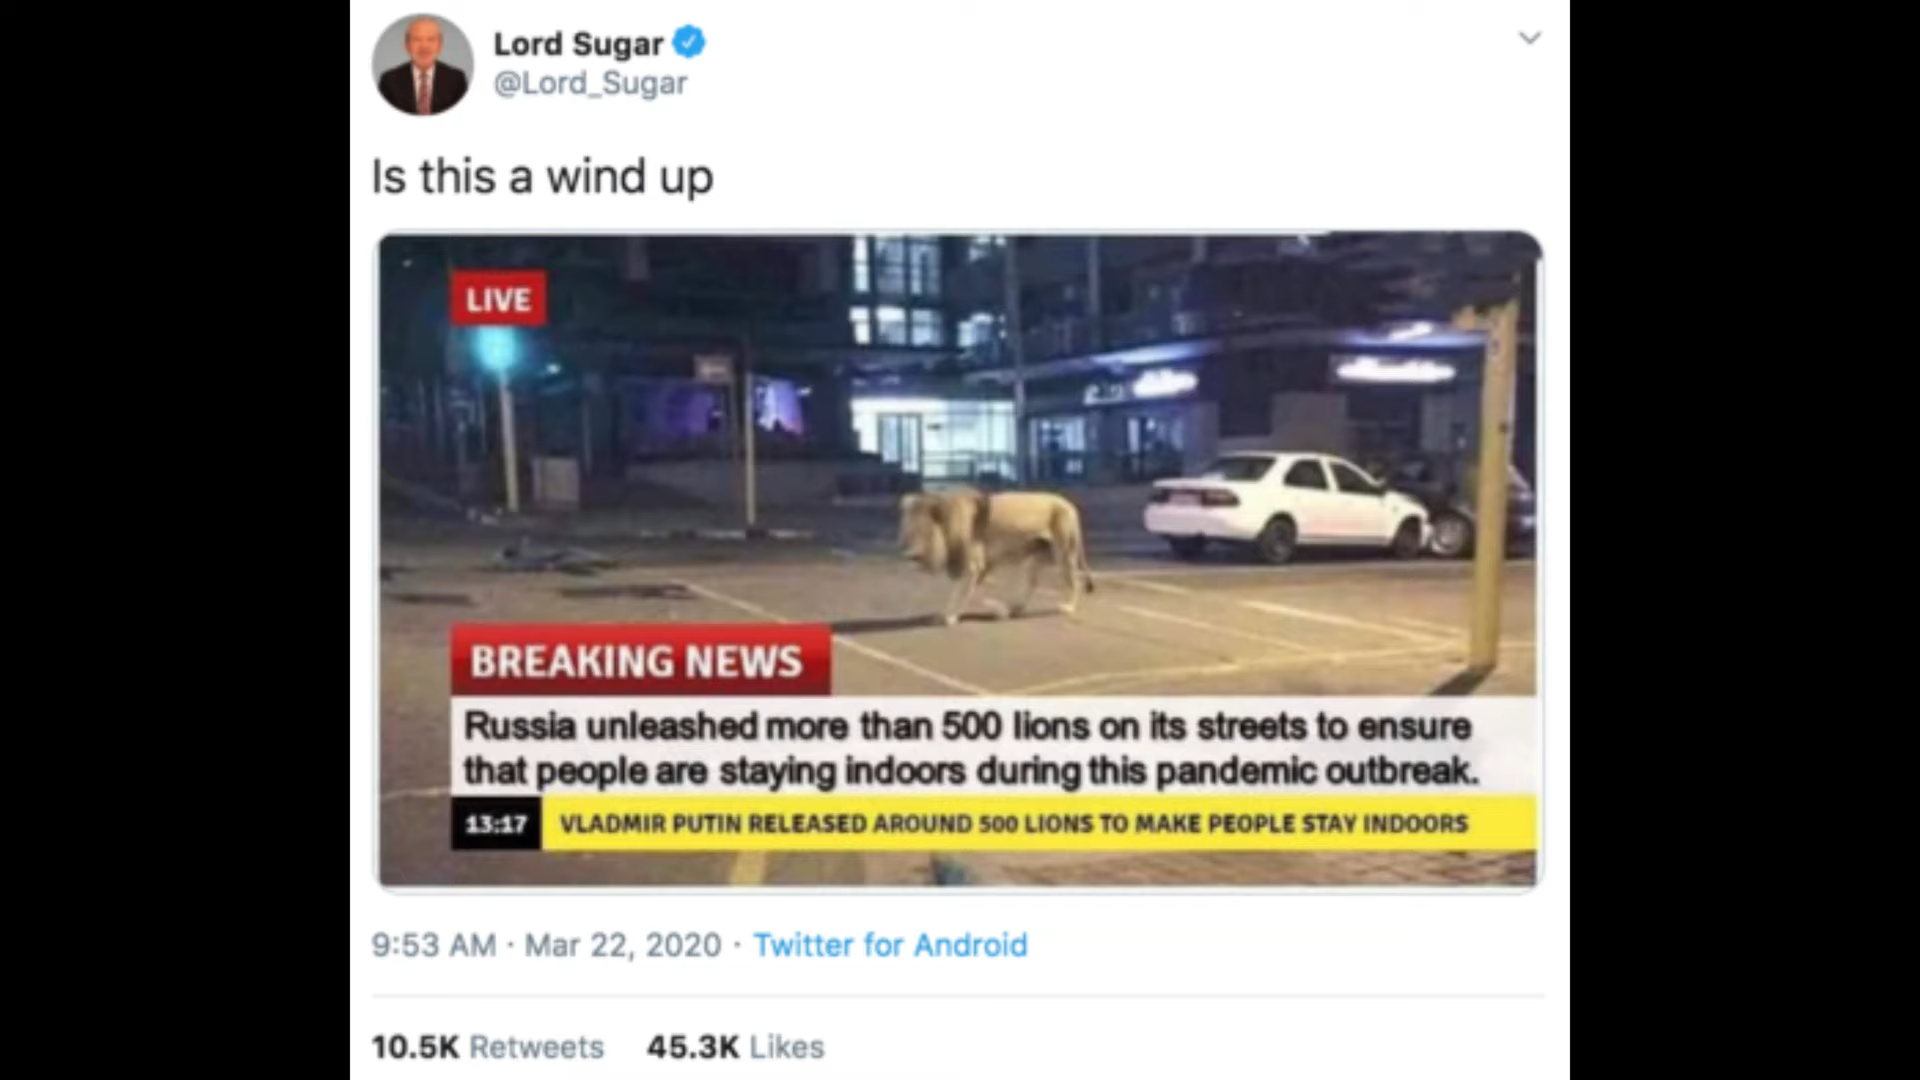 Lord Sugar
@Lord_Sugar
Is this a wind up
LIVE
BREAKING NEWS
Russia unleashed more than 500 lions on its streets to ensure
that people are staying indoors during this pandemic outbreak.
13:17 VLADMIR PUTIN RELEASED AROUND 500 LIONS TO MAKE PEOPLE STAY INDOORS
9:53 AM · Mar 22, 2020 · Twitter for Android
10.5K Retweets 45.3K Likes